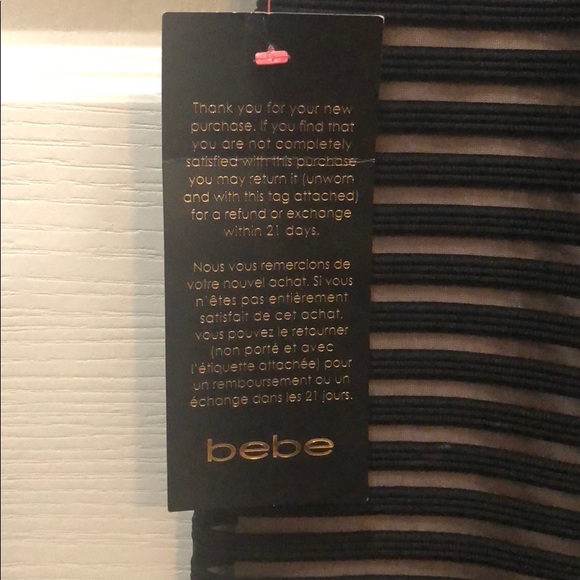 Thank you for your new
purchase. If you find that
you are not completely
satisfied with this purchase
you may return it (unworn
and with this tag attached)
for a refund or exchange
within 21 days.
Nous vous remercions de
votre nouvel achat. Si vous
n'êtes pas entièrement
satisfait de cet achat,
vous pouvez le retourner
(non porté et avec
l'étiquette attachée) pour
un remboursement ou un
échange dans les 21 jours.
bebe